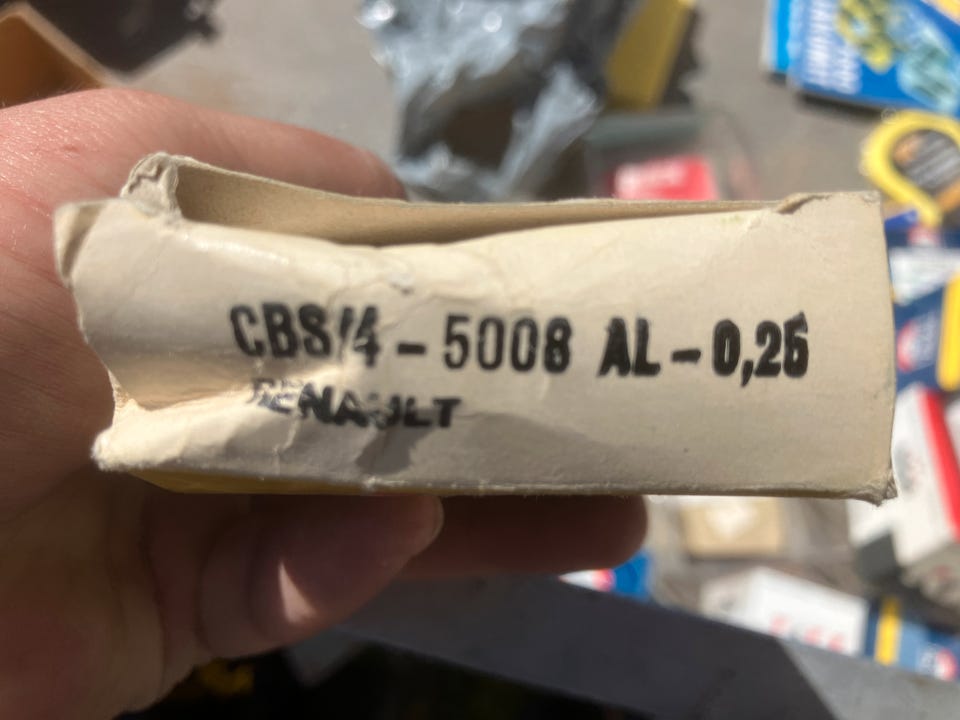 CBS/4 - 5008 AL - 0,25
RENAULT